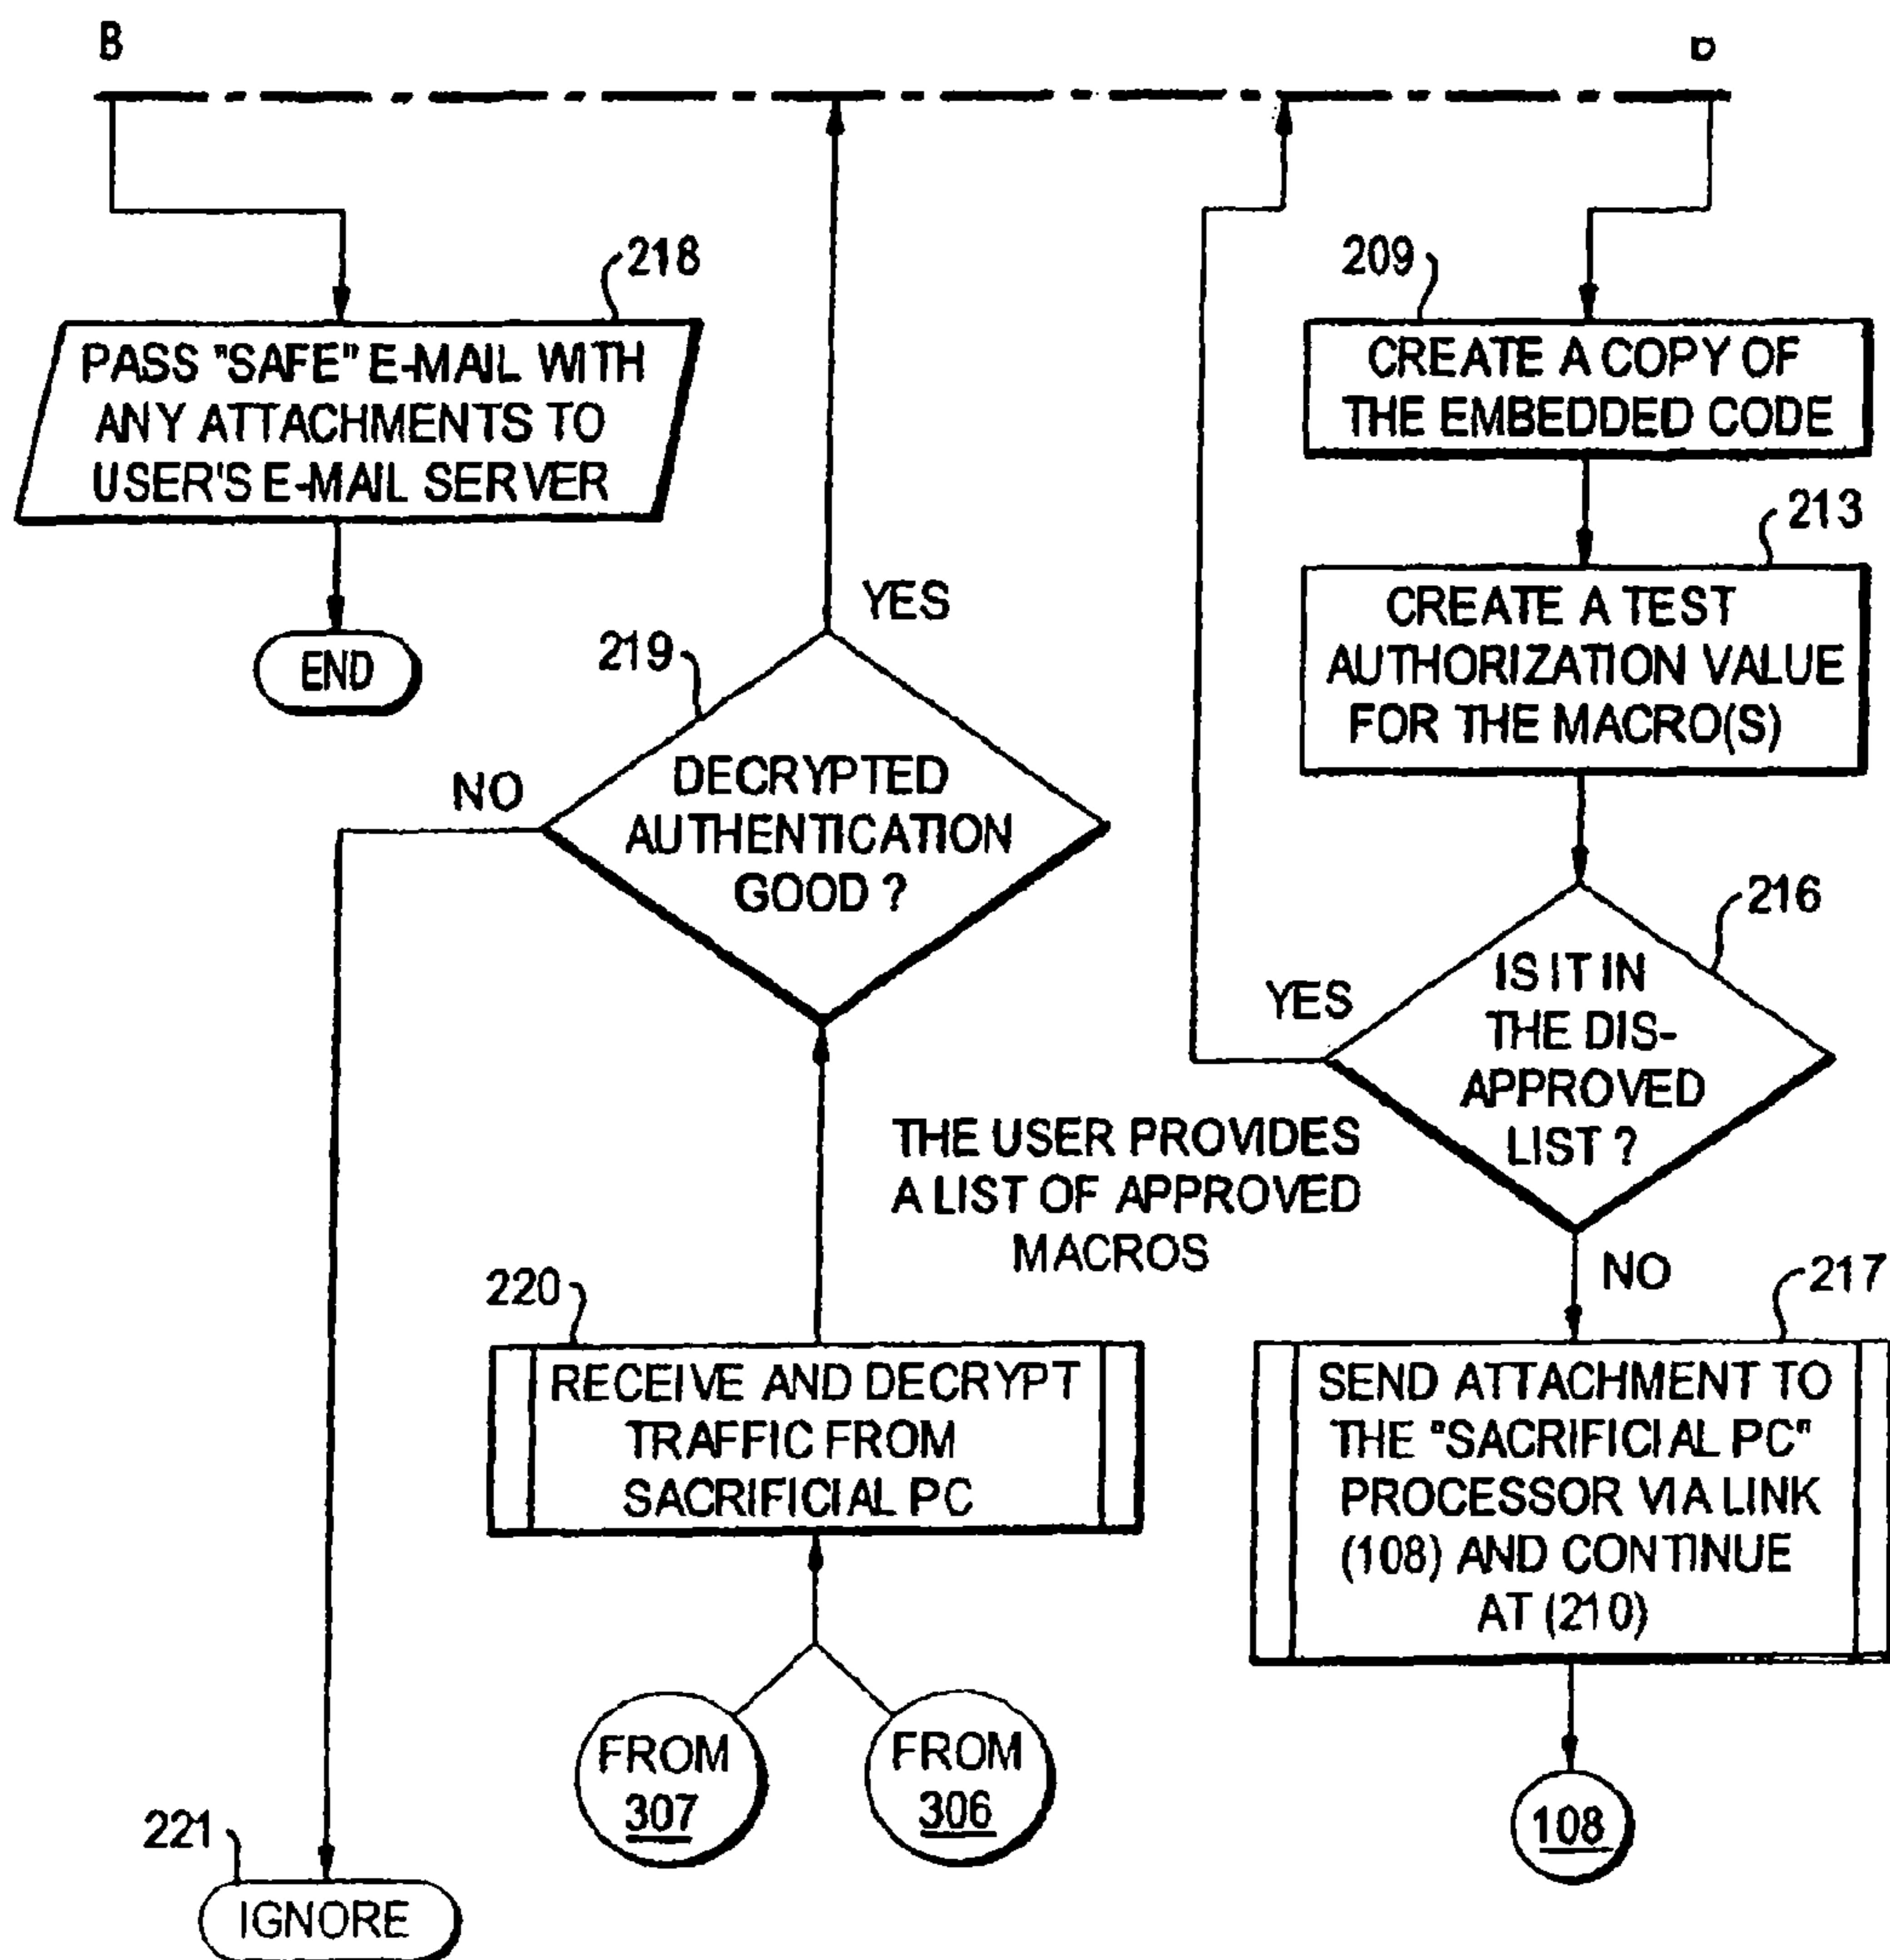 B
D
218
PASS "SAFE" E-MAIL WITH
ANY ATTACHMENTS TO
USER'S E-MAIL SERVER
END
209
CREATE A COPY OF
THE EMBEDDED CODE
213
CREATE A TEST
AUTHORIZATION VALUE
FOR THE MACRO(S)
YES
219
DECRYPTED
AUTHENTICATION
GOOD ?
NO
216
IS IT IN
THE DIS-
APPROVED
LIST ?
YES
NO
THE USER PROVIDES
A LIST OF APPROVED
MACROS
220
RECEIVE AND DECRYPT
TRAFFIC FROM
SACRIFICIAL PC
217
SEND ATTACHMENT TO
THE "SACRIFICIAL PC"
PROCESSOR VIA LINK
(108) AND CONTINUE
AT (210)
FROM
307
FROM
306
108
221
IGNORE